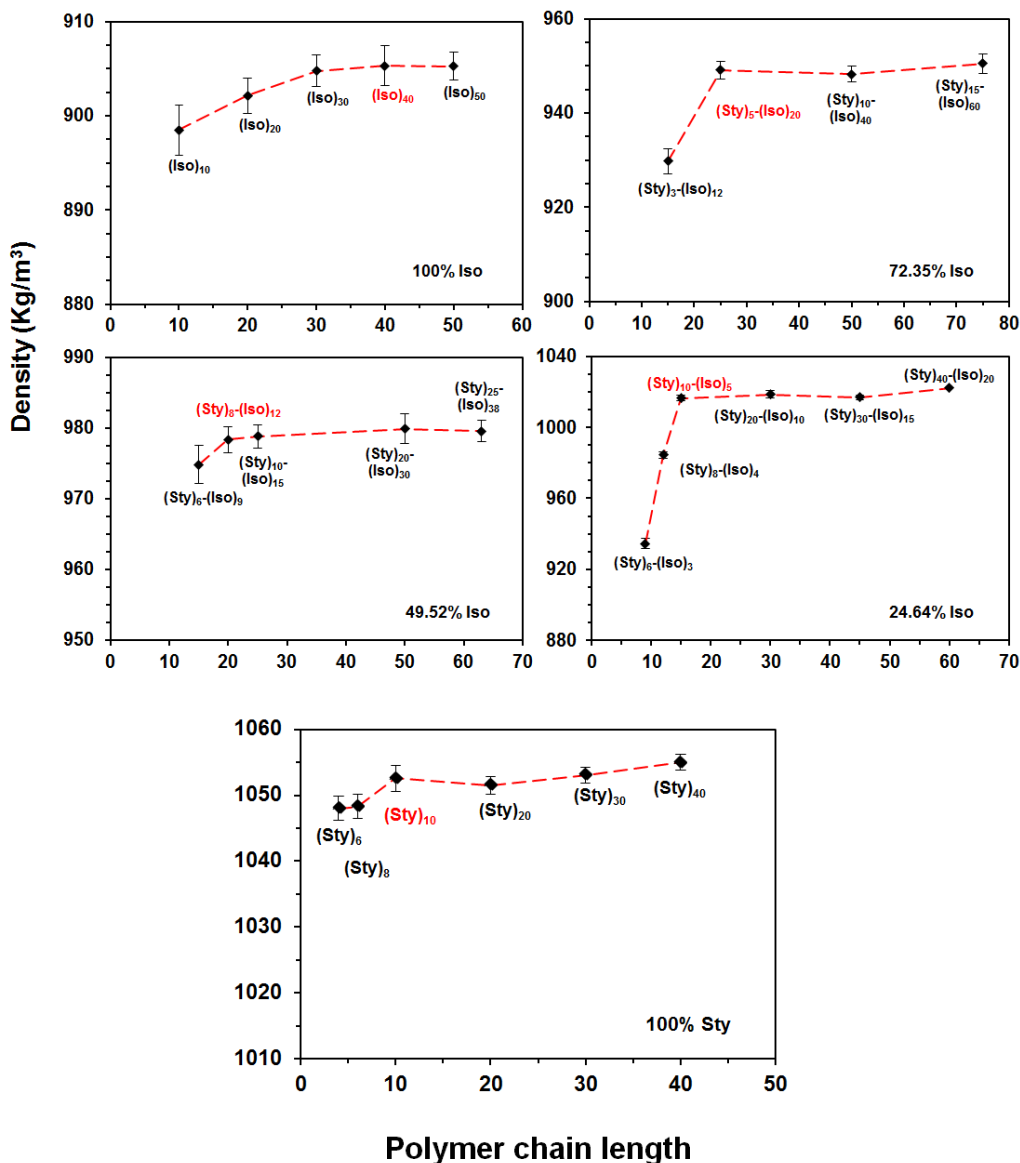 Density (Kg/m³)
910
900
890
880
0
10
20
30
40
50
60
(Iso)₁₀
(Iso)₂₀
(Iso)₃₀
(Iso)₄₀
(Iso)₅₀
100% Iso
960
940
920
900
0
10
20
30
40
50
60
70
80
(Sty)₃-(Iso)₁₂
(Sty)₅-(Iso)₂₀
(Sty)₁₀-
(Iso)₄₀
(Sty)₁₅-
(Iso)₆₀
72.35% Iso
990
980
970
960
950
0
10
20
30
40
50
60
70
(Sty)₆-(Iso)₉
(Sty)₈-(Iso)₁₂
(Sty)₁₀-
(Iso)₁₅
(Sty)₂₀-
(Iso)₃₀
(Sty)₂₅-
(Iso)₃₈
49.52% Iso
1040
1000
960
920
880
0
10
20
30
40
50
60
70
(Sty)₆-(Iso)₃
(Sty)₈-(Iso)₄
(Sty)₁₀-(Iso)₅
(Sty)₂₀-(Iso)₁₀
(Sty)₃₀-(Iso)₁₅
(Sty)₄₀-(Iso)₂₀
24.64% Iso
1060
1050
1040
1030
1020
1010
0
10
20
30
40
50
(Sty)₆
(Sty)₈
(Sty)₁₀
(Sty)₂₀
(Sty)₃₀
(Sty)₄₀
100% Sty
Polymer chain length